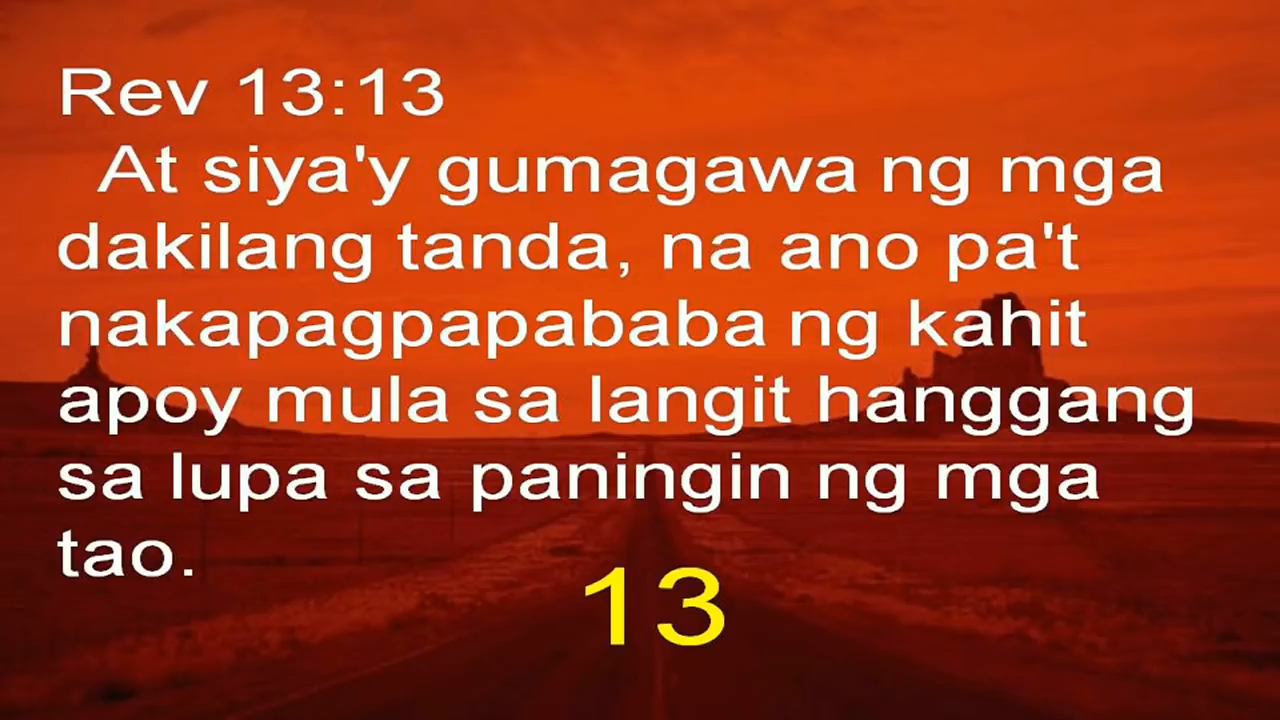 Rev 13:13
At siya'y gumagawa ng mga
dakilang tanda, na ano pa't
nakapagpapababa ng kahit
apoy mula sa langit hanggang
sa lupa sa paningin ng mga
tao.
13